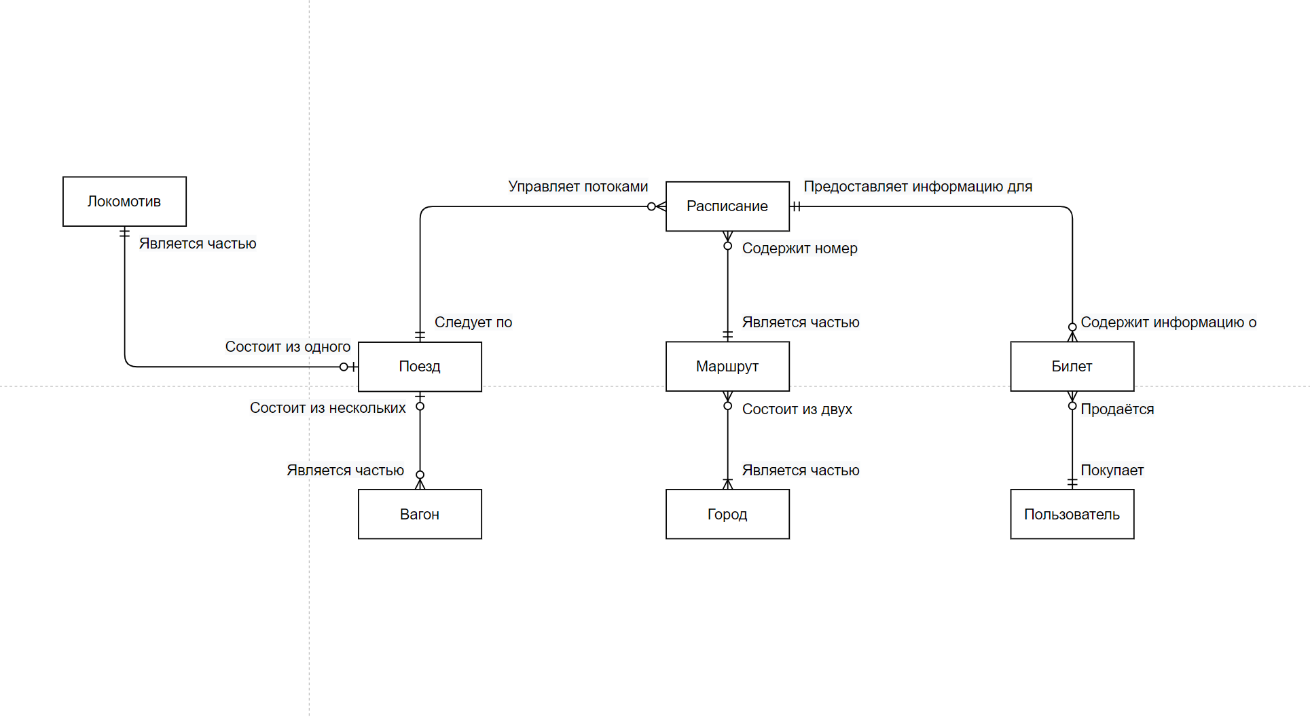 Управляет потоками
Предоставляет информацию для
Локомотив
Расписание
Является частью
Содержит номер
Следует по
Является частью
Содержит информацию о
Состоит из одного
Поезд
Маршрут
Билет
Состоит из нескольких
Состоит из двух
Продаётся
Является частью
Является частью
Покупает
Вагон
Город
Пользователь